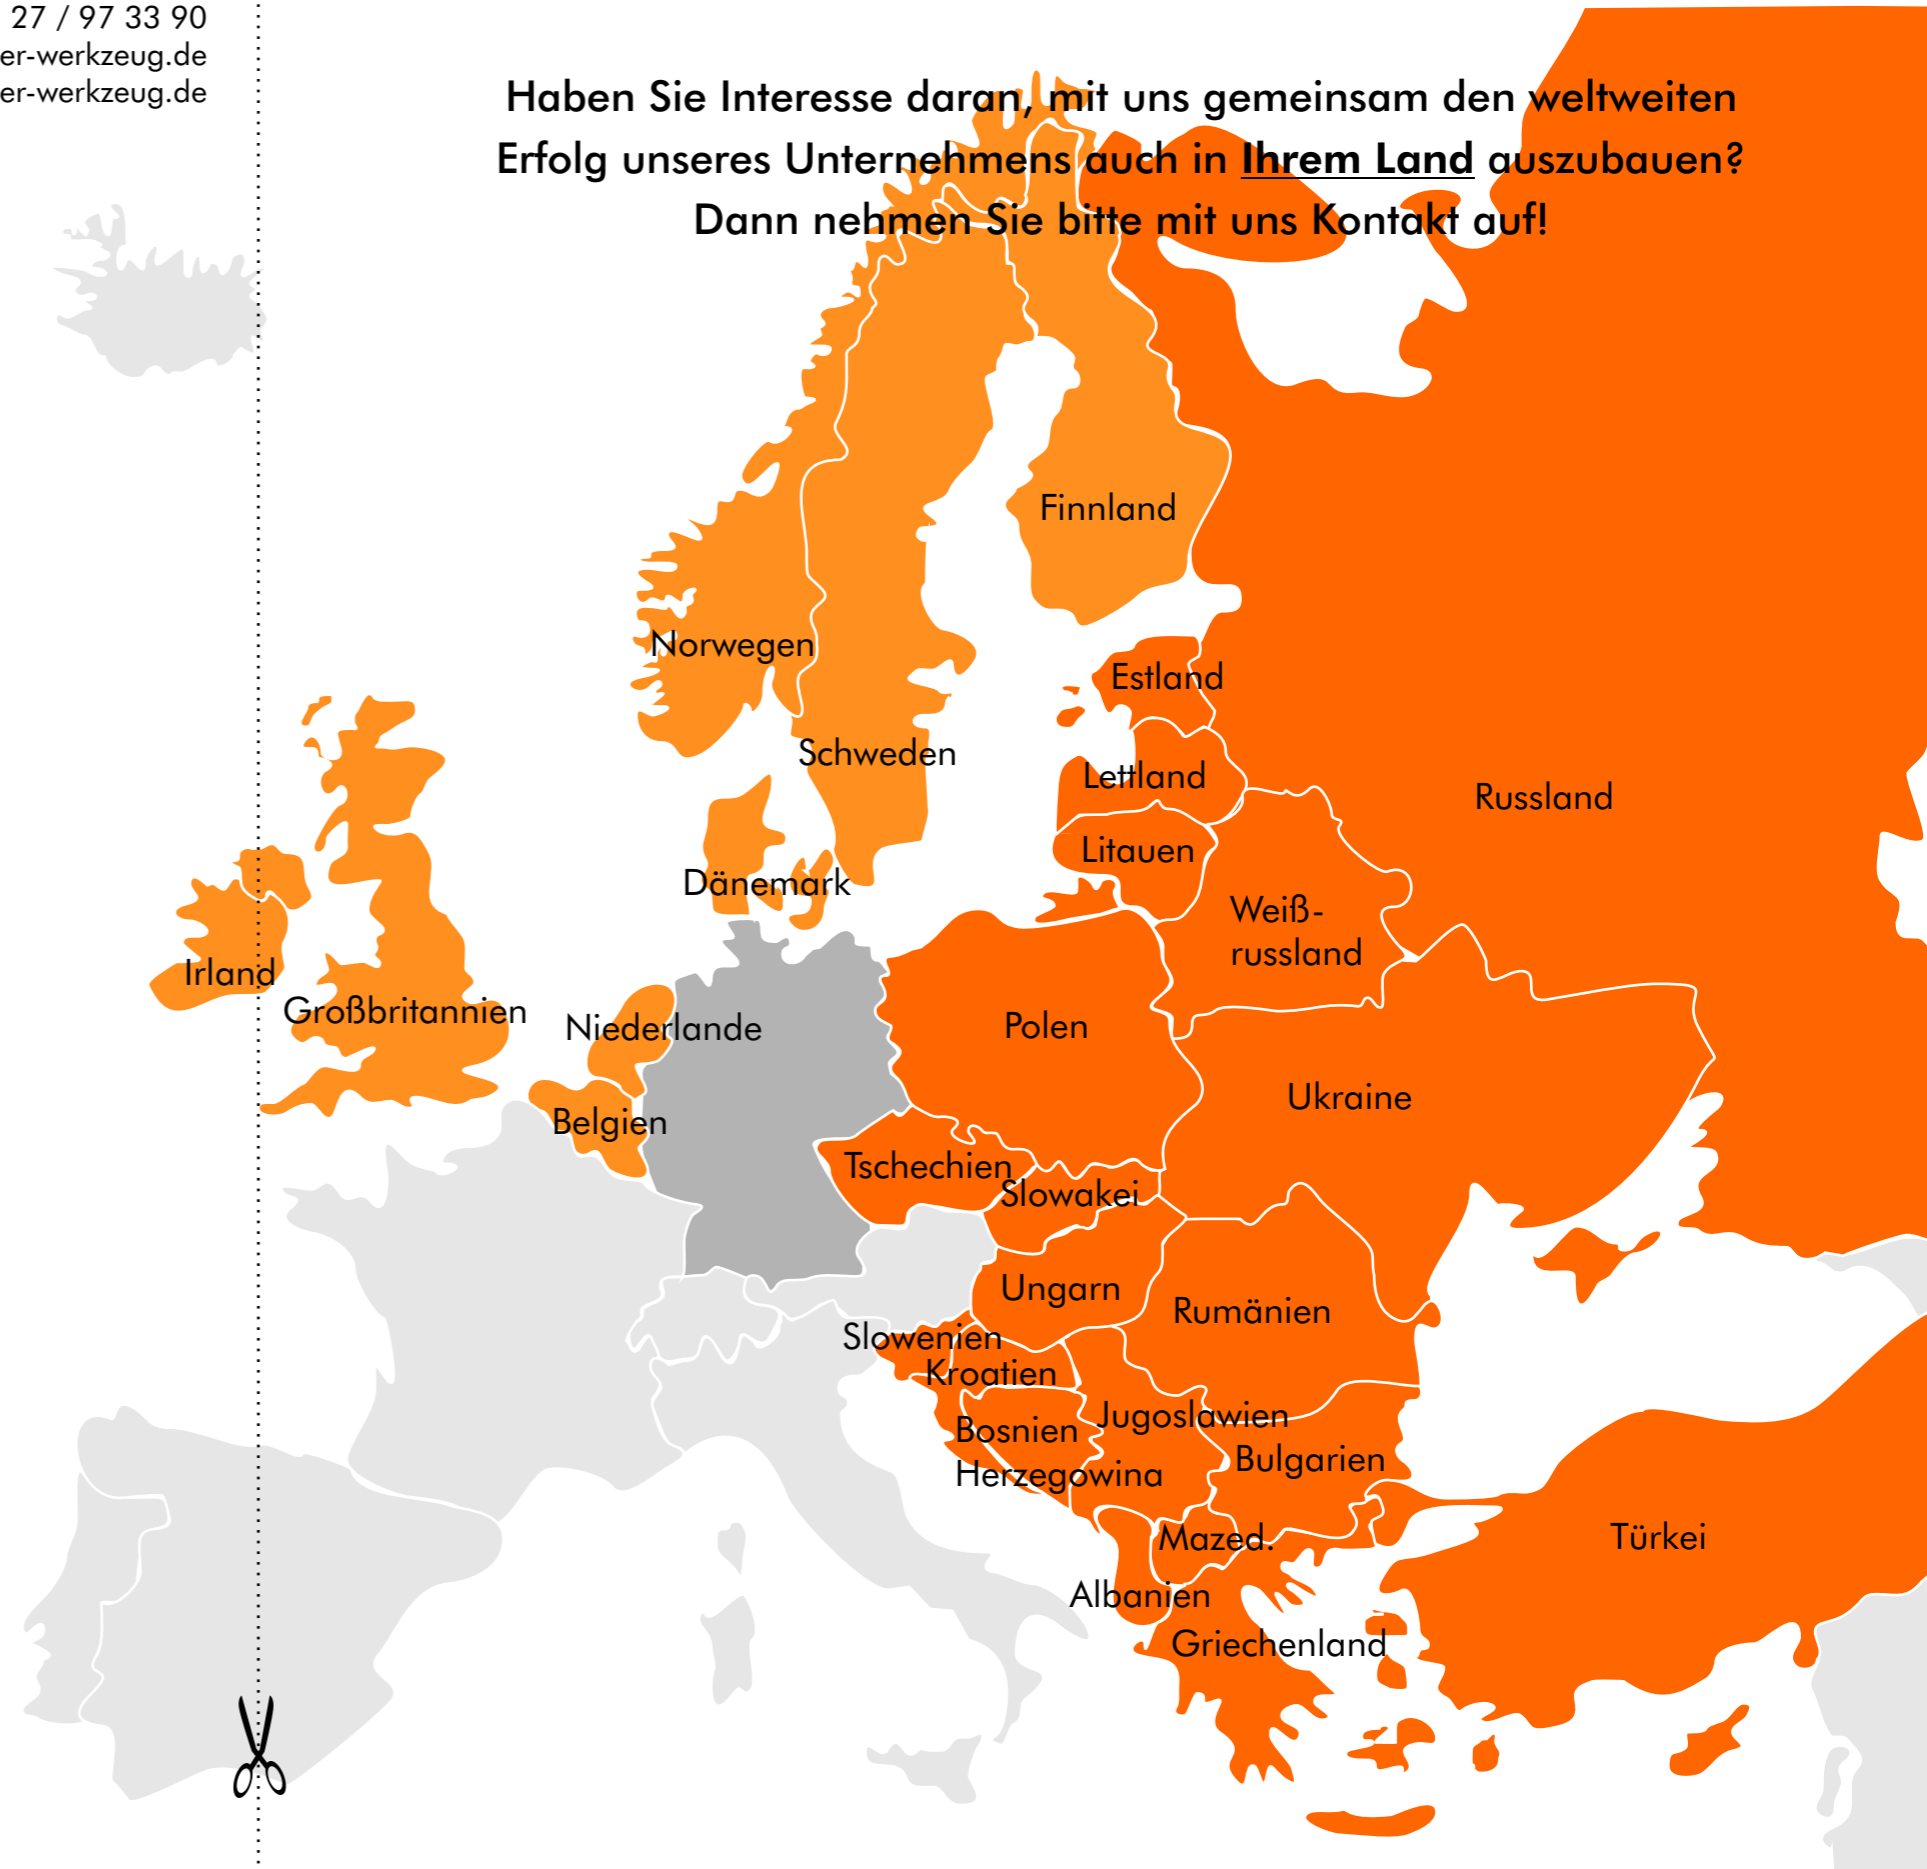 27 / 97 33 90
er-werkzeug.de
er-werkzeug.de
Haben Sie Interesse daran, mit uns gemeinsam den weltweiten
Erfolg unseres Unternehmens auch in Ihrem Land auszubauen?
Dann nehmen Sie bitte mit uns Kontakt auf!
Finnland
Norwegen
Estland
Schweden
Lettland
Russland
Litauen
Dänemark
Weiß-
russland
Irland
Großbritannien
Niederlande
Polen
Ukraine
Belgien
Tschechien
Slowakei
Ungarn
Rumänien
Slowenien
Kroatien
Jugoslawien
Bosnien
Herzegowina
Bulgarien
Mazed.
Türkei
Albanien
Griechenland